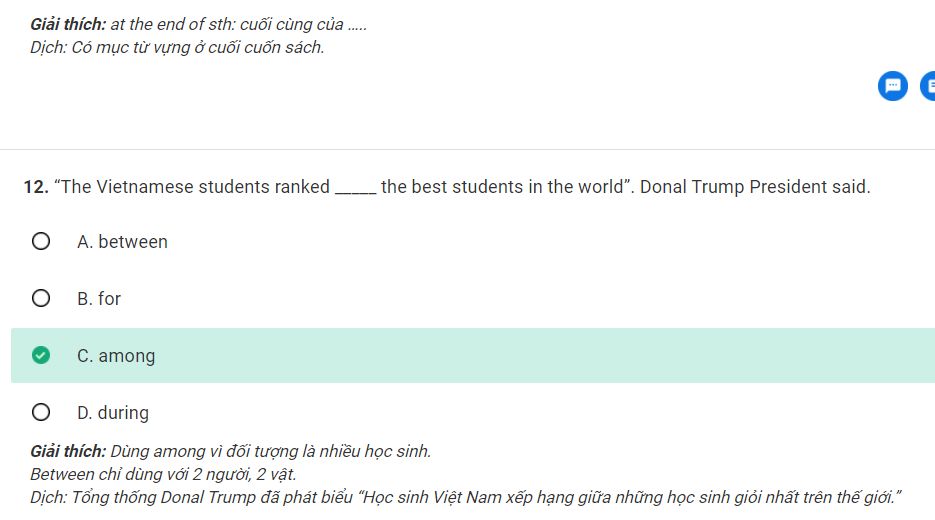 Giải thích: at the end of sth: cuối cùng của .....
Dịch: Có mục từ vựng ở cuối cuốn sách.
12. “The Vietnamese students ranked _____ the best students in the world”. Donal Trump President said.
A. between
B. for
C. among
D. during
Giải thích: Dùng among vì đối tượng là nhiều học sinh.
Between chỉ dùng với 2 người, 2 vật.
Dịch: Tổng thống Donal Trump đã phát biểu “Học sinh Việt Nam xếp hạng giữa những học sinh giỏi nhất trên thế giới.”